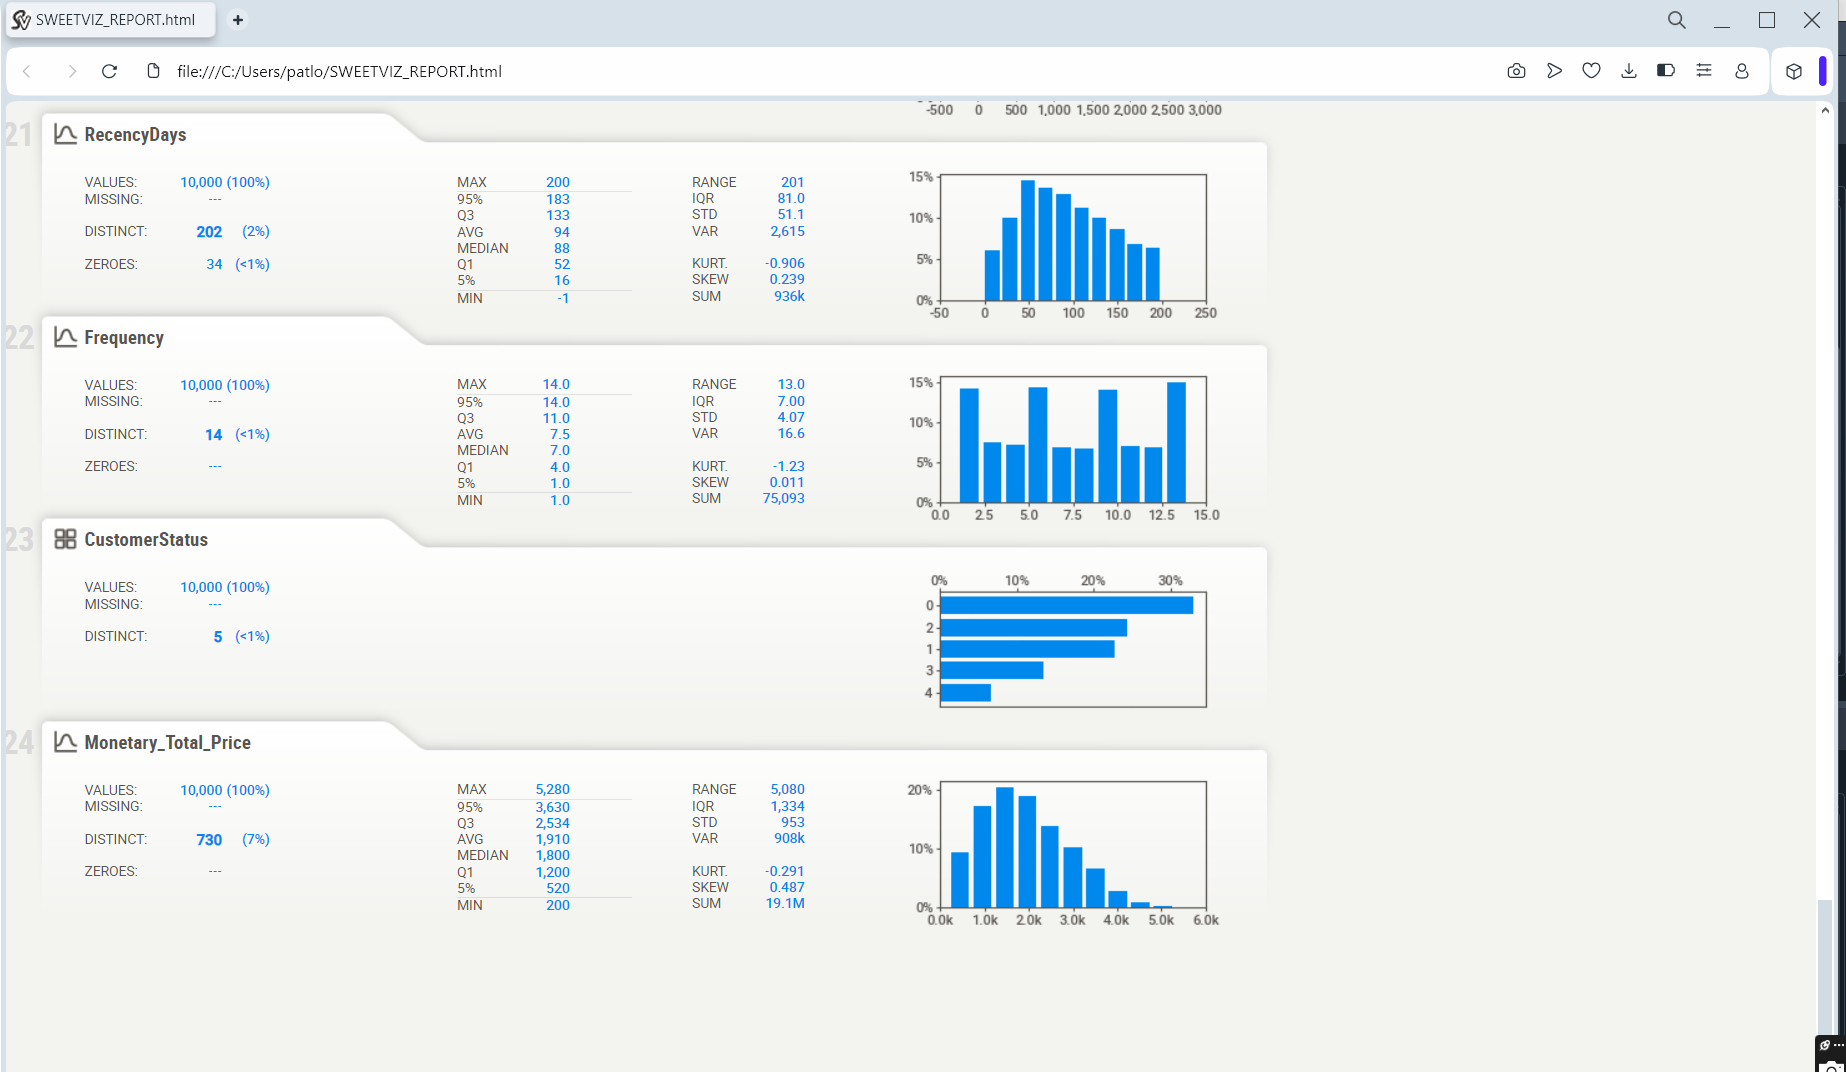 SWEETVIZ_REPORT.html
file:///C:/Users/patlo/SWEETVIZ_REPORT.html
-500 0 500 1,000 1,500 2,000 2,500 3,000
21 RecencyDays
VALUES: 10,000 (100%)
MISSING: ---
DISTINCT: 202 (2%)
ZEROES: 34 (<1%)
MAX 200
95% 183
Q3 133
AVG 94
MEDIAN 88
Q1 52
5% 16
MIN -1
RANGE 201
IQR 81.0
STD 51.1
VAR 2,615
KURT. -0.906
SKEW 0.239
SUM 936k
15%
10%
5%
0%
-50 0 50 100 150 200 250
22 Frequency
VALUES: 10,000 (100%)
MISSING: ---
DISTINCT: 14 (<1%)
ZEROES: ---
MAX 14.0
95% 14.0
Q3 11.0
AVG 7.5
MEDIAN 7.0
Q1 4.0
5% 1.0
MIN 1.0
RANGE 13.0
IQR 7.00
STD 4.07
VAR 16.6
KURT. -1.23
SKEW 0.011
SUM 75,093
15%
10%
5%
0%
0.0 2.5 5.0 7.5 10.0 12.5 15.0
23 CustomerStatus
VALUES: 10,000 (100%)
MISSING: ---
DISTINCT: 5 (<1%)
0% 10% 20% 30%
0
2
1
3
4
24 Monetary_Total_Price
VALUES: 10,000 (100%)
MISSING: ---
DISTINCT: 730 (7%)
ZEROES: ---
MAX 5,280
95% 3,630
Q3 2,534
AVG 1,910
MEDIAN 1,800
Q1 1,200
5% 520
MIN 200
RANGE 5,080
IQR 1,334
STD 953
VAR 908k
KURT. -0.291
SKEW 0.487
SUM 19.1M
20%
10%
0%
0.0k 1.0k 2.0k 3.0k 4.0k 5.0k 6.0k